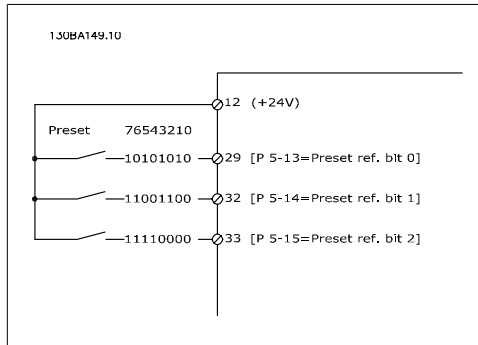 130BA149.10
12 (+24V)
Preset 76543210
10101010 29 [P 5-13=Preset ref. bit 0]
11001100 32 [P 5-14=Preset ref. bit 1]
11110000 33 [P 5-15=Preset ref. bit 2]